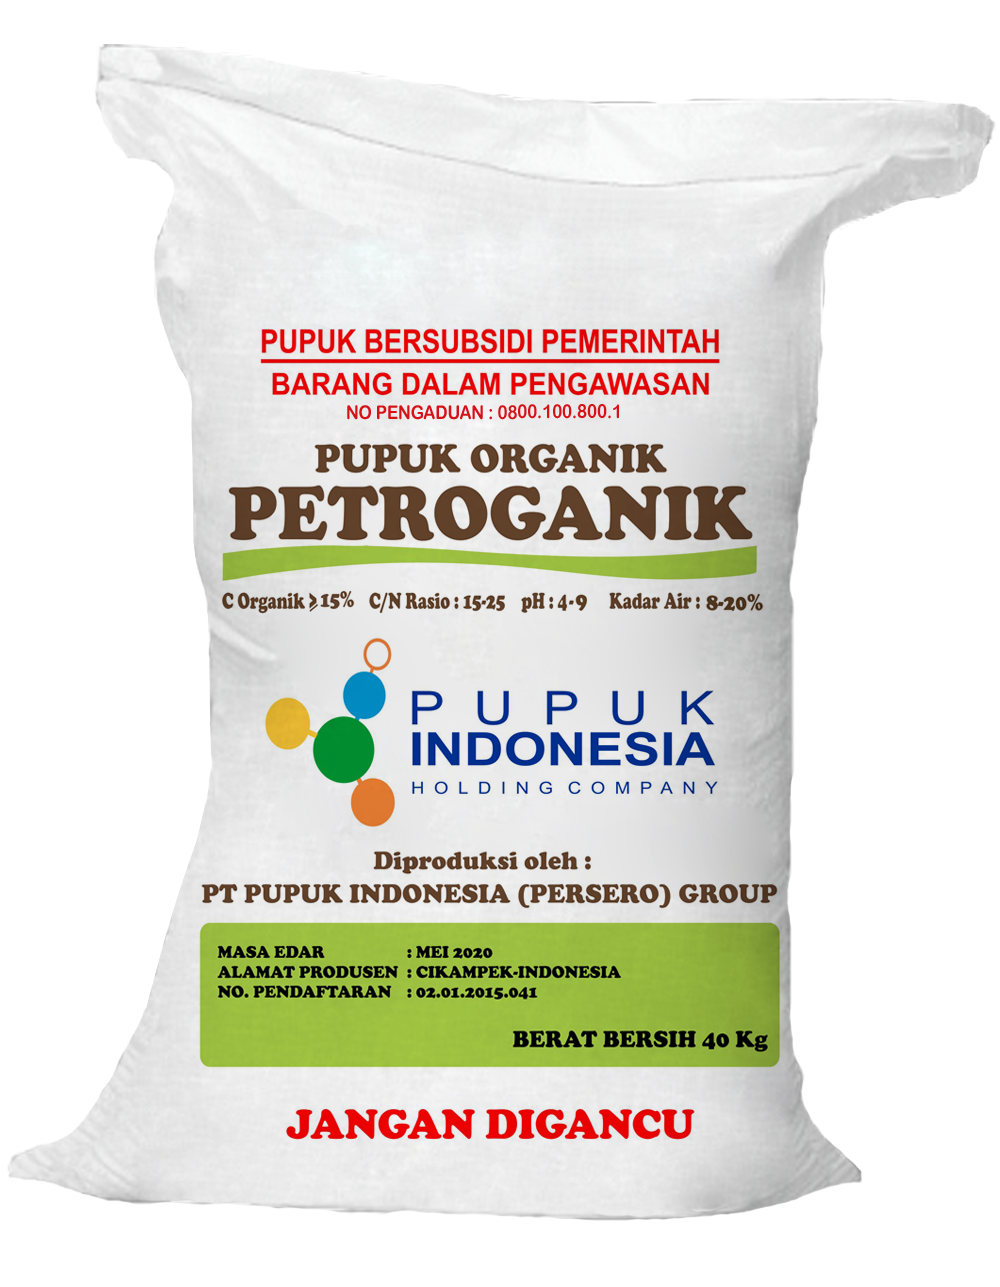 PUPUK BERSUBSIDI PEMERINTAH
BARANG DALAM PENGAWASAN
NO PENGADUAN : 0800.100.800.1
PUPUK ORGANIK
PETROGANIK
C Organik ⩾ 15% C/N Rasio : 15-25 pH : 4-9 Kadar Air : 8-20%
PUPUK
INDONESIA
HOLDING COMPANY
Diproduksi oleh :
PT PUPUK INDONESIA (PERSERO) GROUP
MASA EDAR : MEI 2020
ALAMAT PRODUSEN : CIKAMPEK-INDONESIA
NO. PENDAFTARAN : 02.01.2015.041
BERAT BERSIH 40 Kg
JANGAN DIGANCU